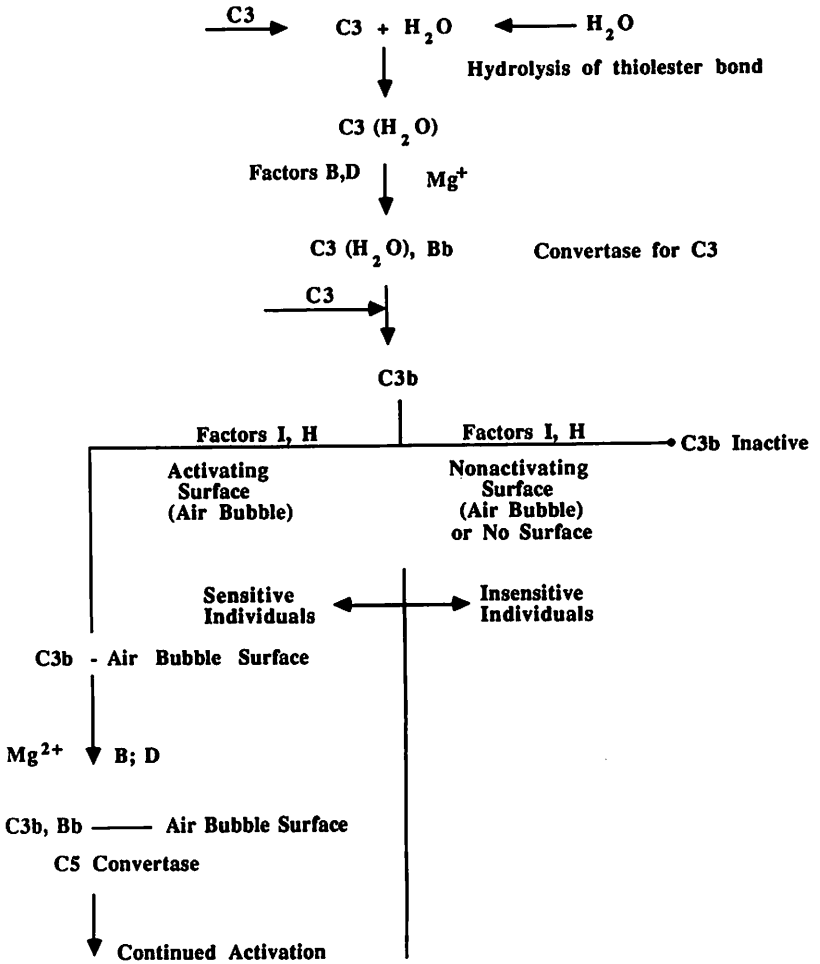 C3
C3 + H2O
H2O
Hydrolysis of thiolester bond
C3 (H2O)
Factors B,D
Mg+
C3 (H2O), Bb
Convertase for C3
C3
C3b
Factors I, H
Factors I, H
C3b Inactive
Activating
Surface
(Air Bubble)
Nonactivating
Surface
(Air Bubble)
or No Surface
Sensitive
Individuals
Insensitive
Individuals
C3b - Air Bubble Surface
Mg2+
B; D
C3b, Bb —— Air Bubble Surface
C5 Convertase
Continued Activation